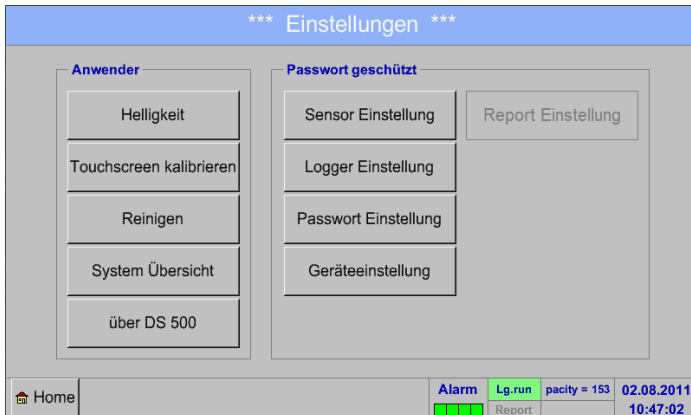 *** Einstellungen ***
Anwender
Helligkeit
Touchscreen kalibrieren
Reinigen
System Übersicht
über DS 500
Passwort geschützt
Sensor Einstellung
Report Einstellung
Logger Einstellung
Passwort Einstellung
Geräteeinstellung
Home
Alarm
Lg.run
pacity = 153
02.08.2011
Report
10:47:02